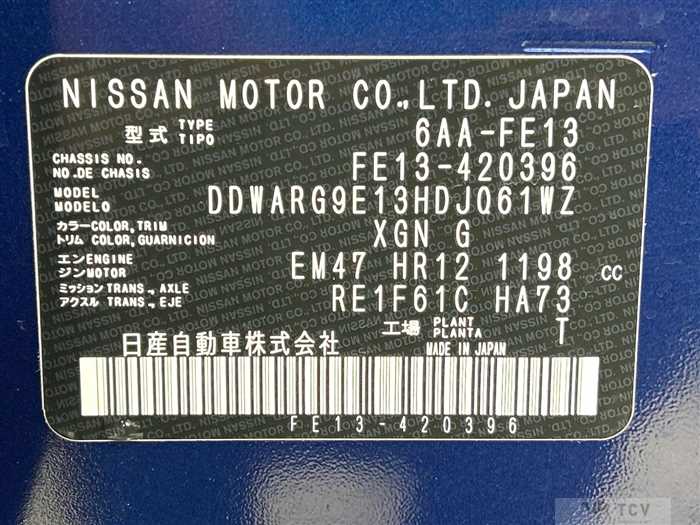 NISSAN MOTOR CO.,LTD. JAPAN
型式 TYPE TIPO 6AA-FE13
CHASSIS NO. NO.DE CHASIS FE13-420396
MODEL MODELO DDWARG9E13HDJQ61WZ
カラー COLOR,TRIM トリム COLOR,GUARNICION XGN G
エンジン ENGINE MOTOR EM47 HR12 1198 cc
ミッション TRANS.,AXLE アクスル TRANS.,EJE RE1F61C HA73
工場 PLANT PLANTA T
日産自動車株式会社 MADE IN JAPAN
FE13-420396
TCV